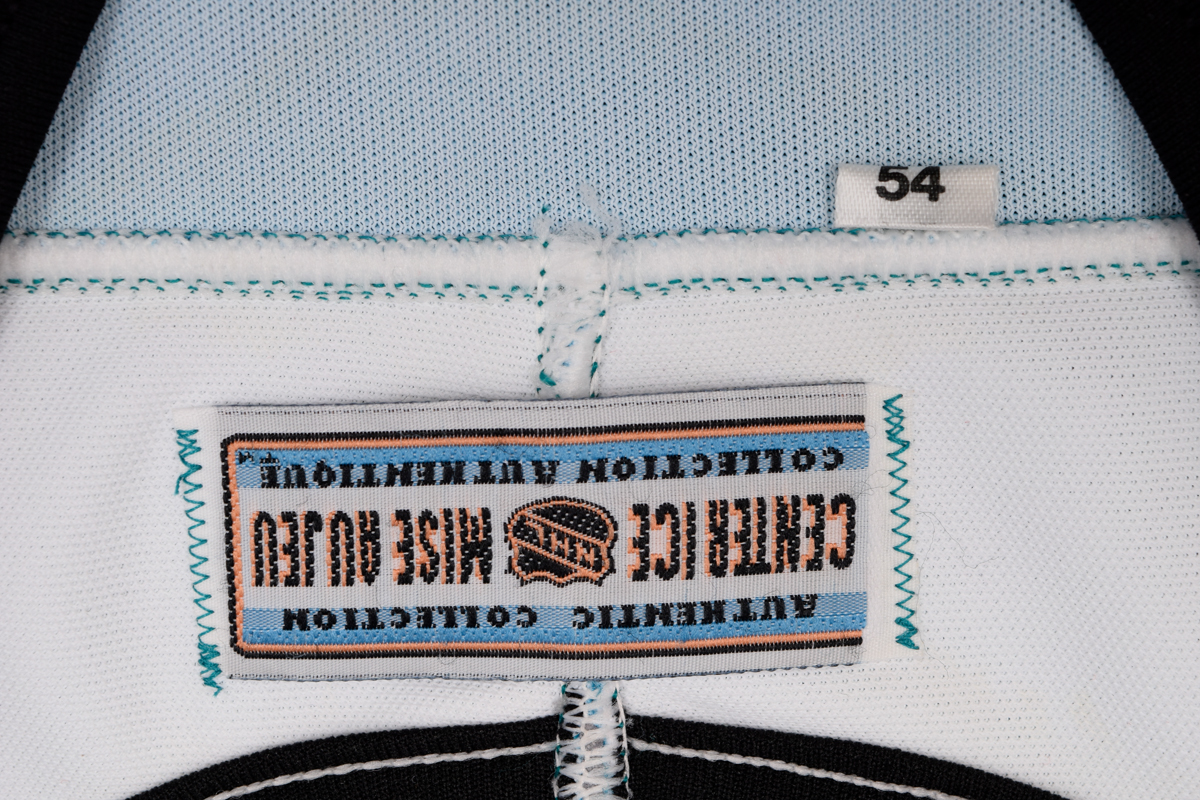 54
AUTHENTIC COLLECTION
CENTER ICE NHL MISE AU JEU
COLLECTION AUTHENTIQUE